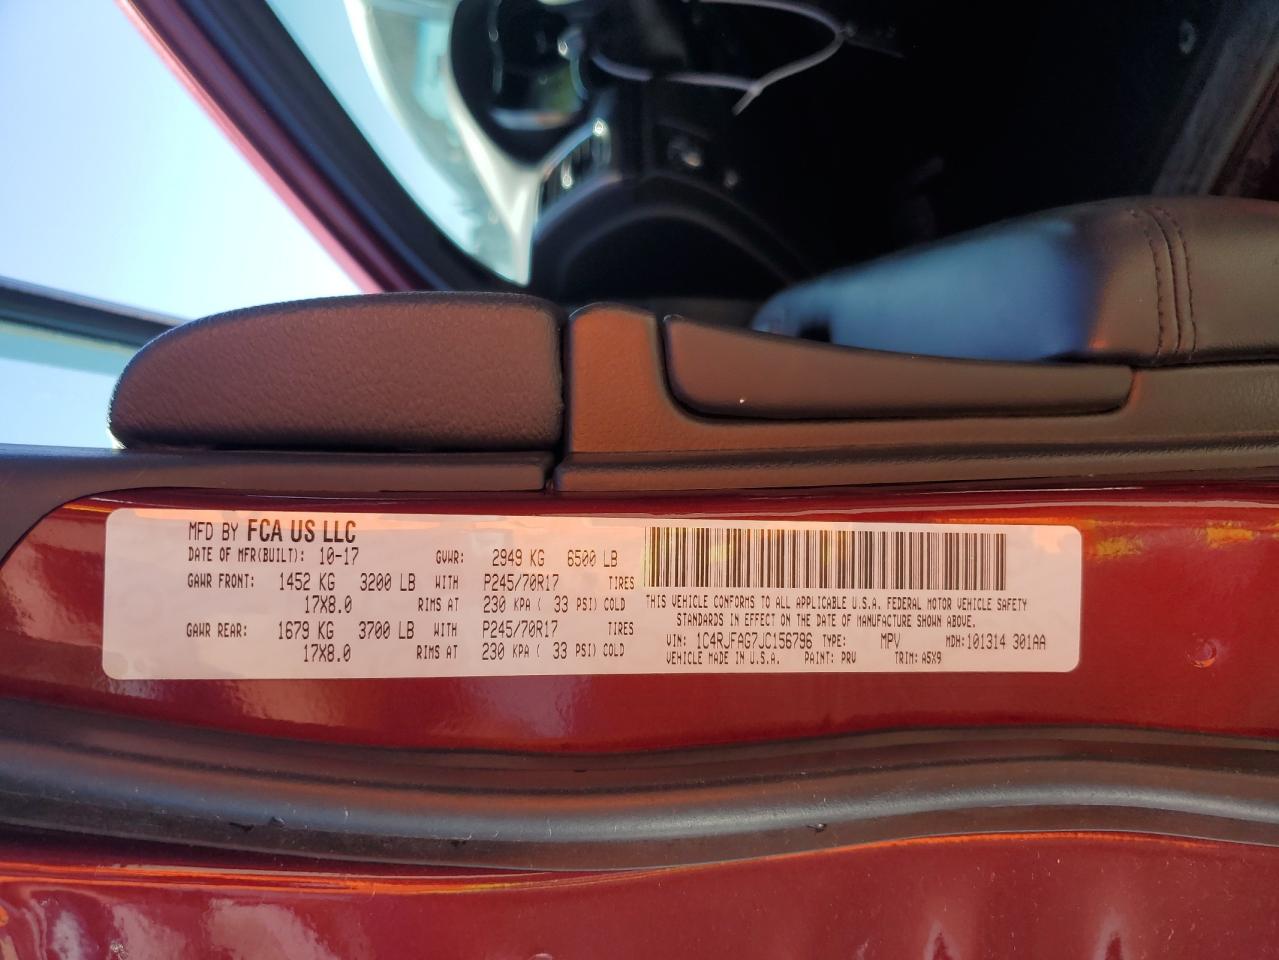 MFD BY FCA US LLC
DATE OF MFR(BUILT): 10-17 GVWR: 2949 KG 6500 LB
GAWR FRONT: 1452 KG 3200 LB WITH P245/70R17 TIRES
17X8.0 RIMS AT 230 KPA ( 33 PSI) COLD
GAWR REAR: 1679 KG 3700 LB WITH P245/70R17 TIRES
17X8.0 RIMS AT 230 KPA ( 33 PSI) COLD
THIS VEHICLE CONFORMS TO ALL APPLICABLE U.S.A. FEDERAL MOTOR VEHICLE SAFETY
STANDARDS IN EFFECT ON THE DATE OF MANUFACTURE SHOWN ABOVE.
VIN: 1C4RJFAG7JC156796 TYPE: MPV MDH: 101314 301AA
VEHICLE MADE IN U.S.A. PAINT: PRV TRIM: A5X9